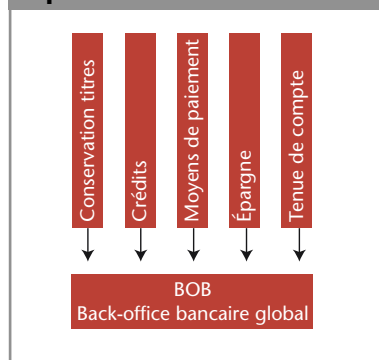 Conservation titres
Crédits
Moyens de paiement
Épargne
Tenue de compte
BOB
Back-office bancaire global